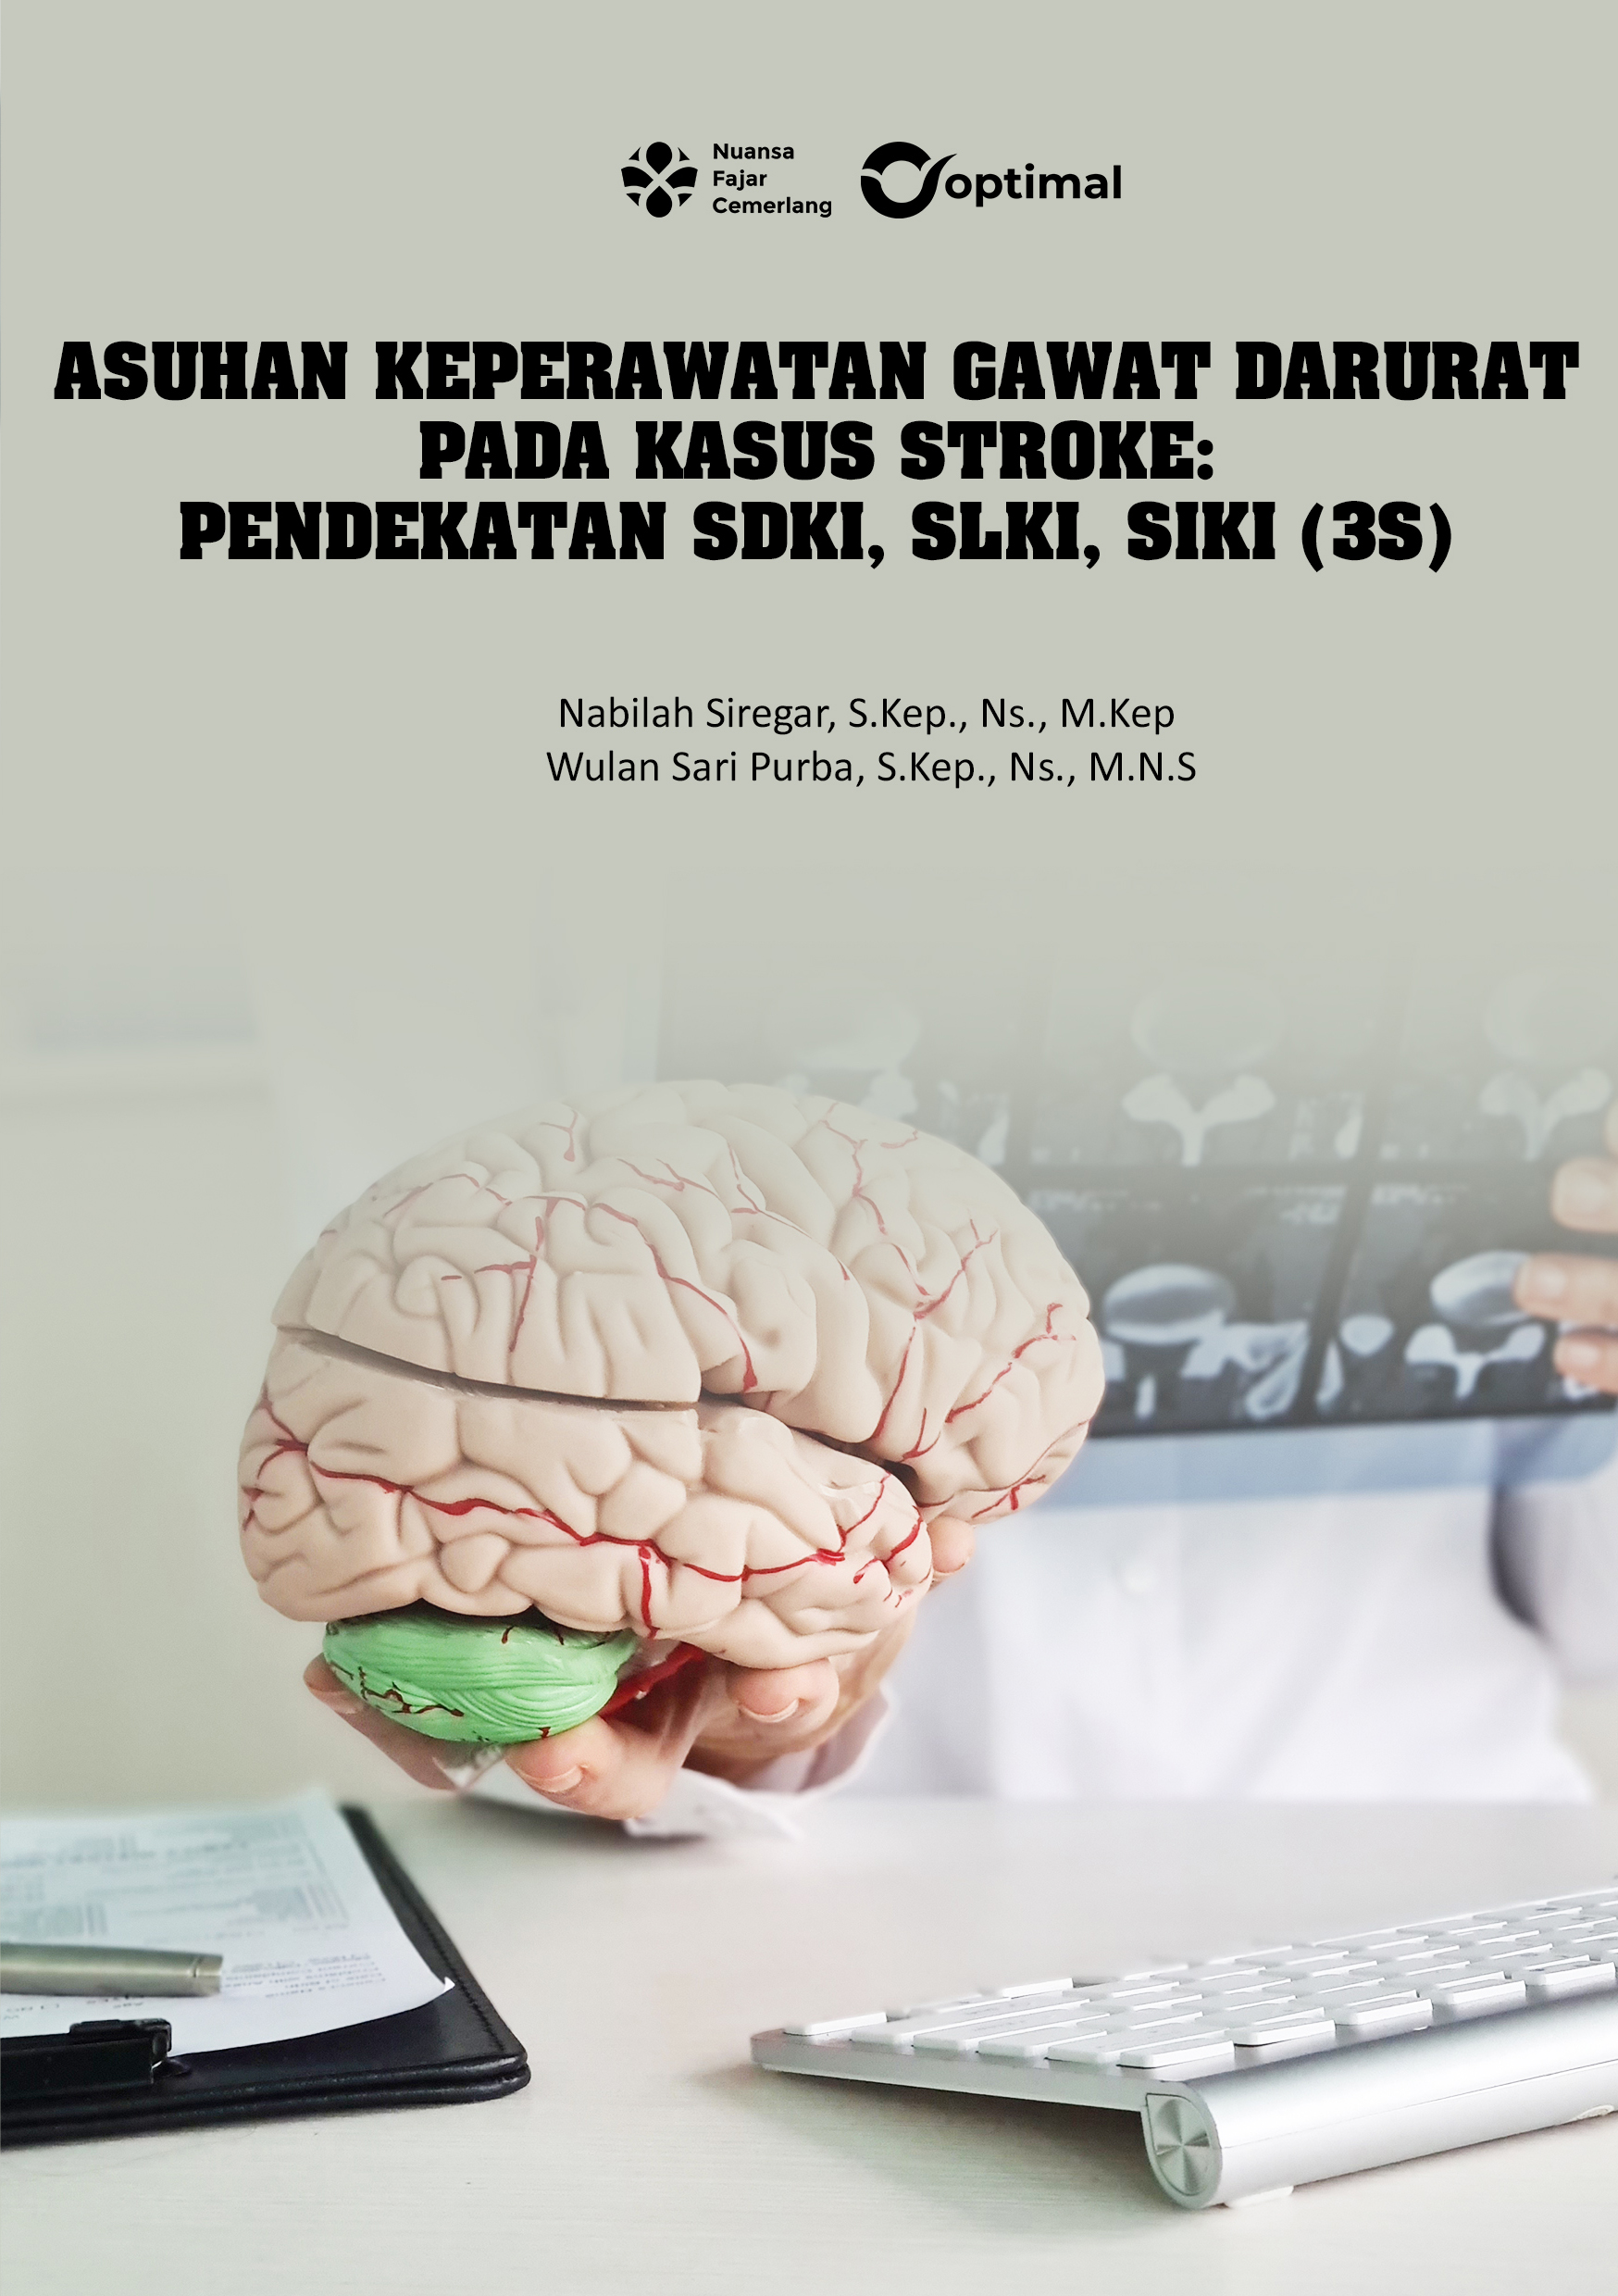 Nuansa
Fajar
Cemerlang
optimal
ASUHAN KEPERAWATAN GAWAT DARURAT
PADA KASUS STROKE:
PENDEKATAN SDKI, SLKI, SIKI (3S)
Nabilah Siregar, S.Kep., Ns., M.Kep
Wulan Sari Purba, S.Kep., Ns., M.N.S